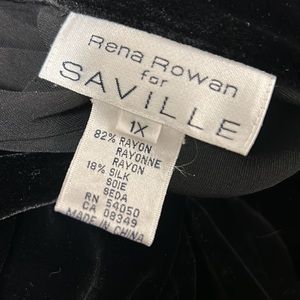 Rena Rowan
for
SAVILLE
1X
82% RAYON
RAYONNE
RAYON
18% SILK
SOIE
SEDA
RN 54050
CA 08349
MADE IN CHINA